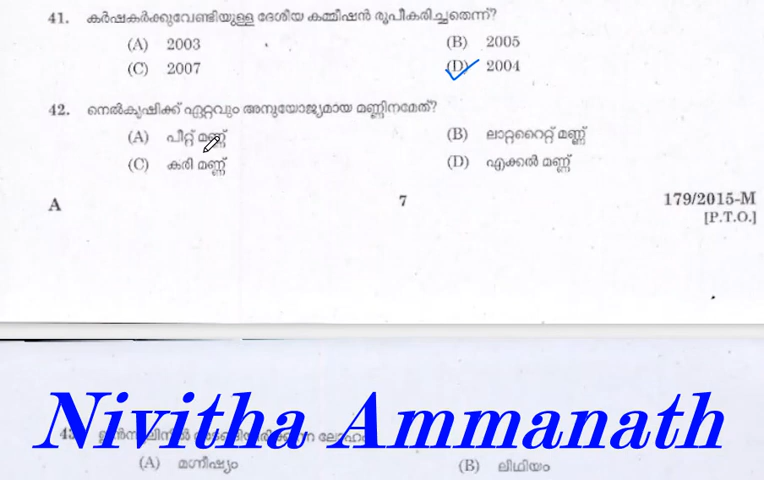 41. കർഷകർക്കുവേണ്ടിയുള്ള ദേശീയ കമ്മീഷൻ രൂപീകരിച്ചതെന്ന്?
(A) 2003 (B) 2005
(C) 2007 (D) 2004
42. നെൽകൃഷിക്ക് ഏറ്റവും അനുയോജ്യമായ മണ്ണിനമേത്?
(A) പീറ്റ് മണ്ണ് (B) ലാറ്ററൈറ്റ് മണ്ണ്
(C) കരി മണ്ണ് (D) എക്കൽ മണ്ണ്
A 7 179/2015-M
[P.T.O.]
Nivitha Ammanath
(A) മഗ്നീഷ്യം (B) ലിഥിയം